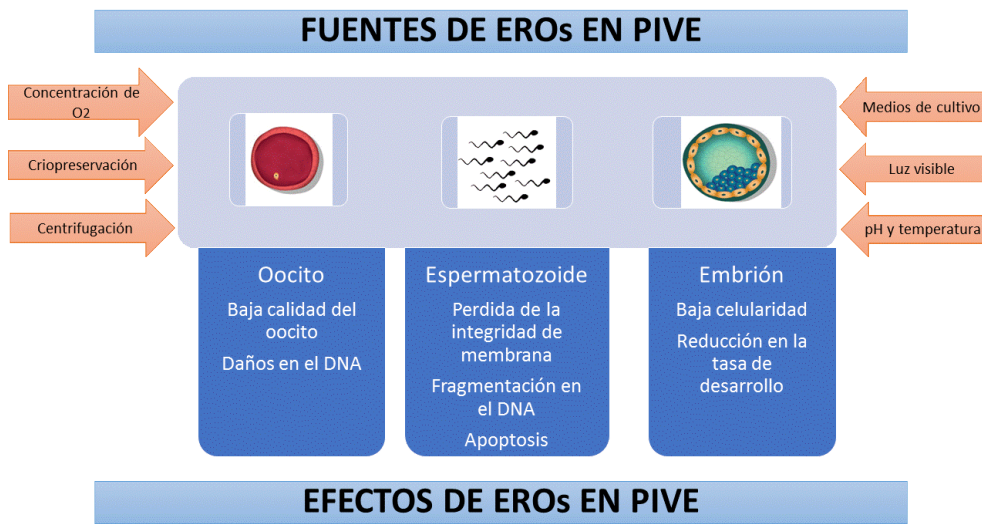 FUENTES DE EROs EN PIVE
Concentración de
O2
Criopreservación
Centrifugación
Medios de cultivo
Luz visible
pH y temperatura
Oocito
Baja calidad del
oocito
Daños en el DNA
Espermatozoide
Perdida de la
integridad de
membrana
Fragmentación en
el DNA
Apoptosis
Embrión
Baja celularidad
Reducción en la
tasa de
desarrollo
EFECTOS DE EROs EN PIVE